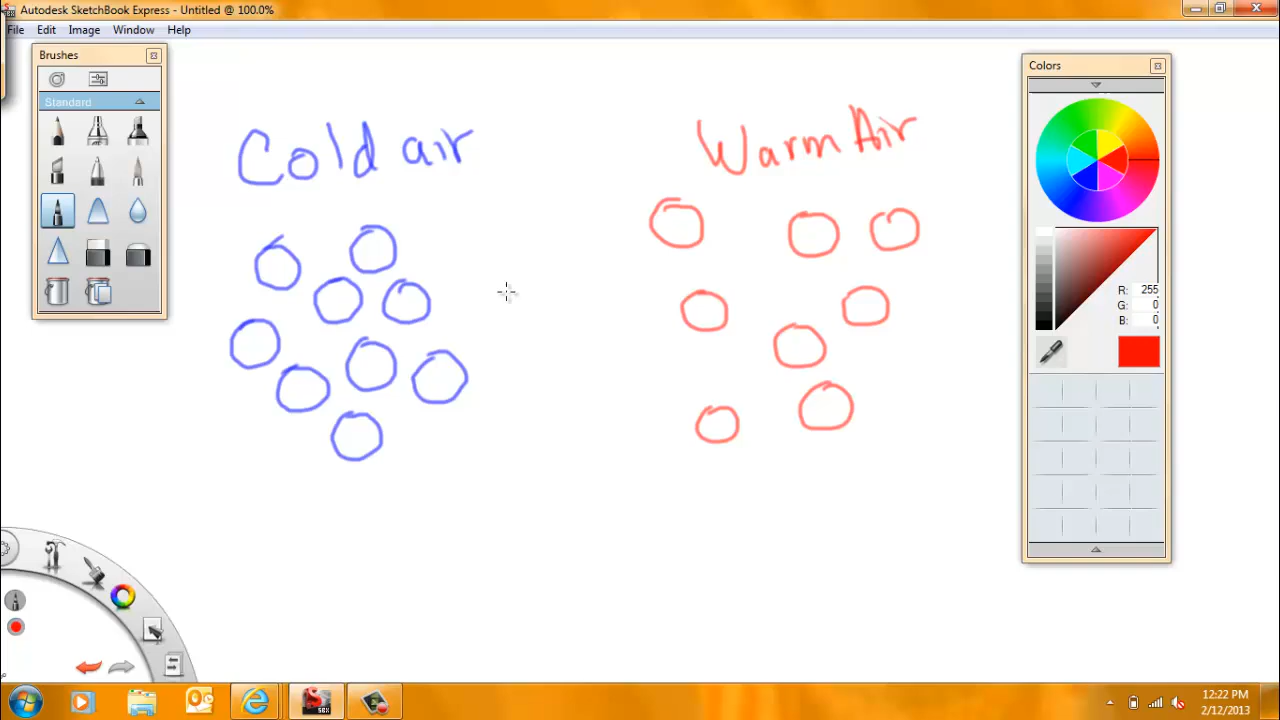 Autodesk SketchBook Express - Untitled @ 100.0%
File Edit Image Window Help
Brushes
Standard
Colors
Cold air
Warm Air
R: 255
G: 0
B: 0
SBX
12:22 PM
2/12/2013